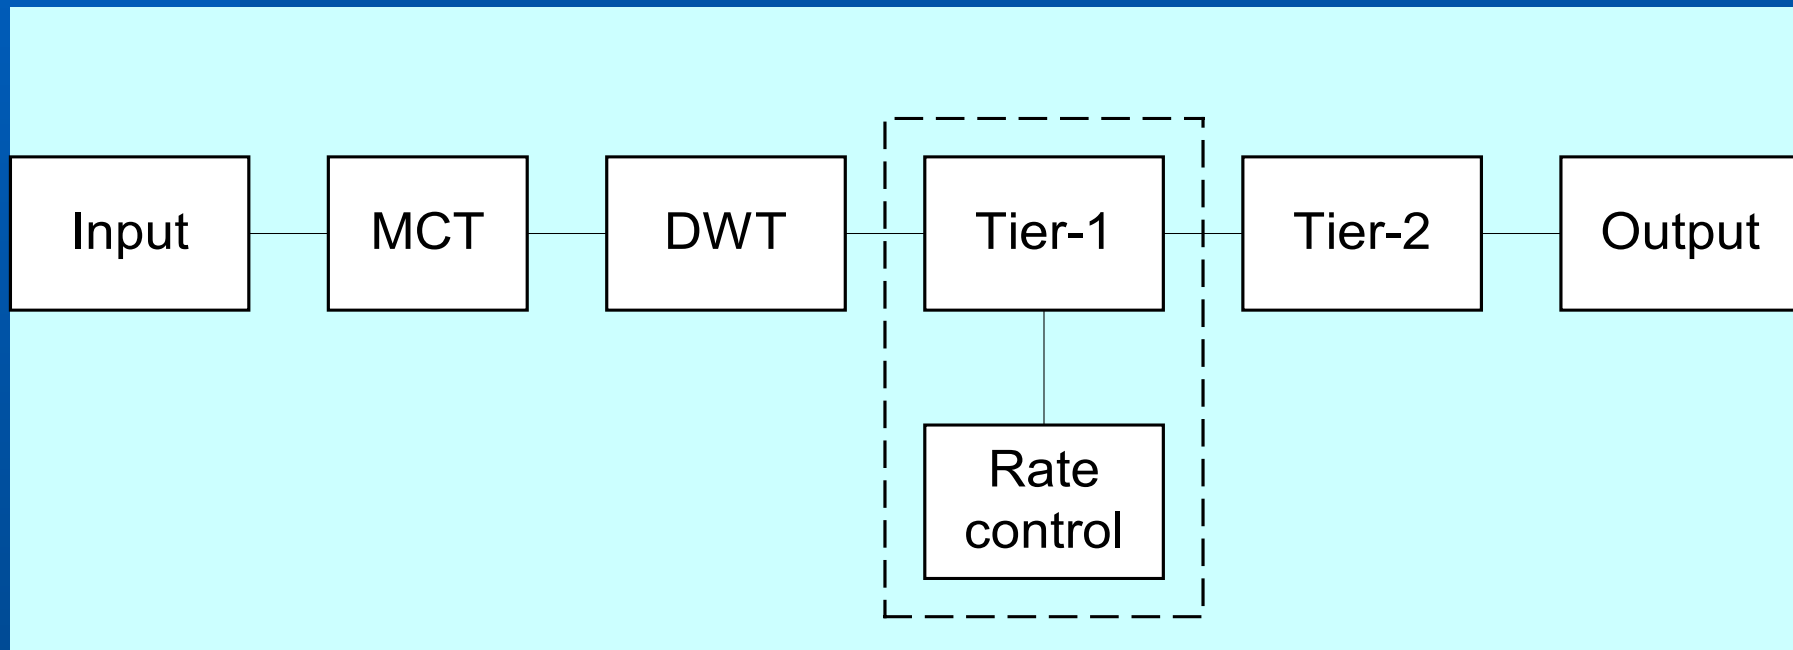 Input
MCT
DWT
Tier-1
Tier-2
Output
Rate
control